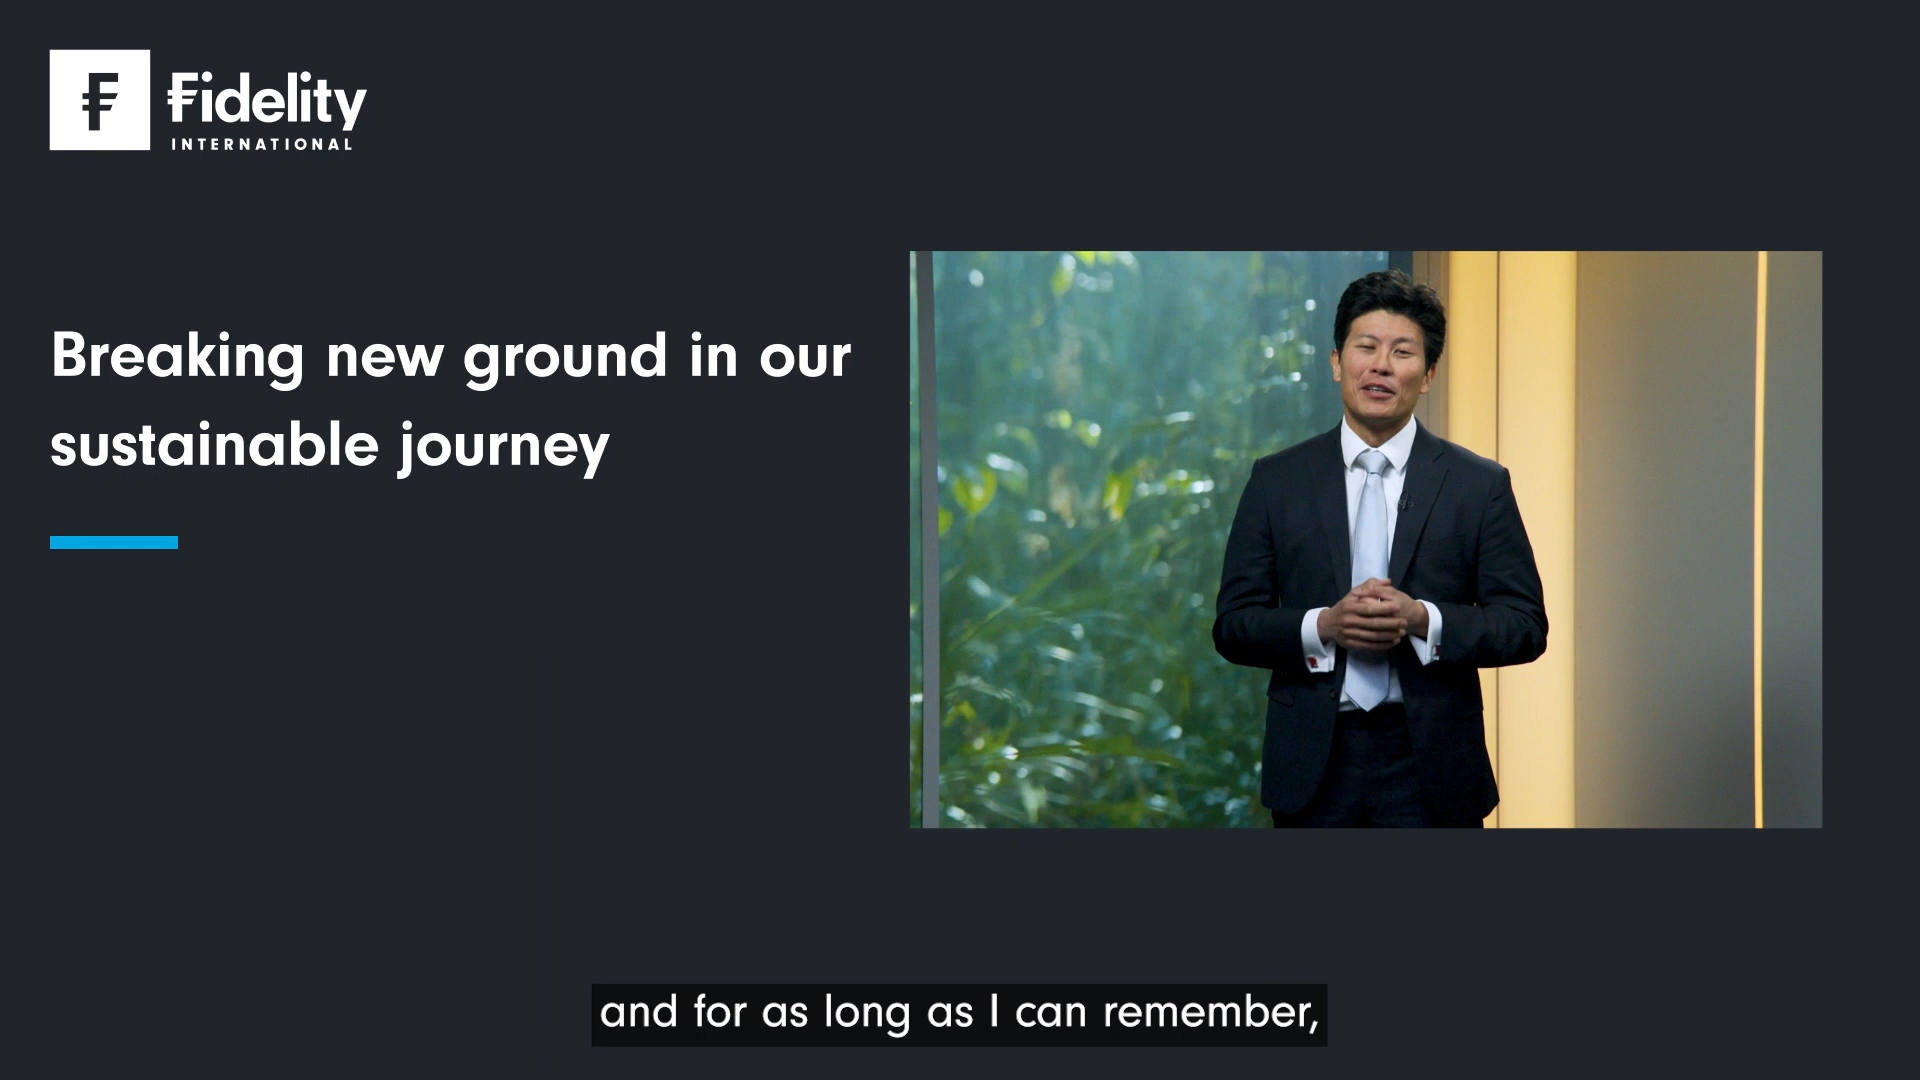 Fidelity
INTERNATIONAL
Breaking new ground in our
sustainable journey
and for as long as I can remember,